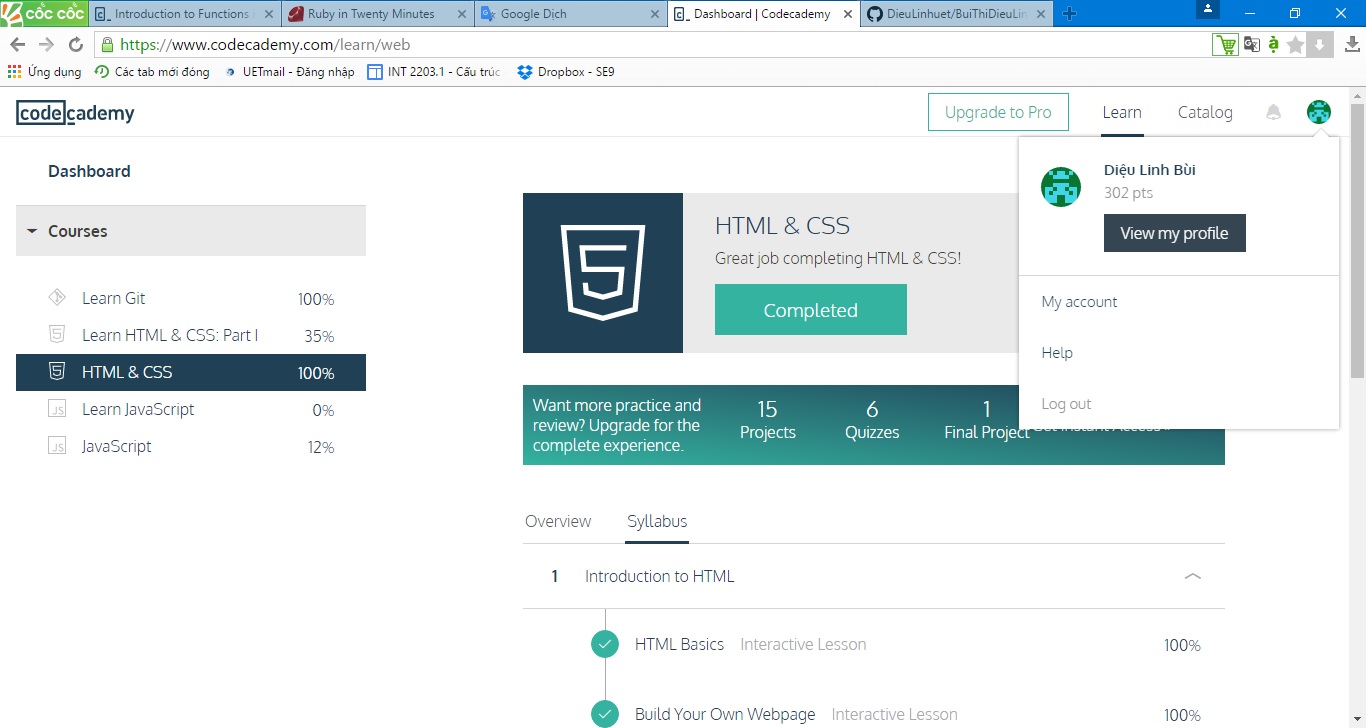 cốc cốc
Introduction to Functions
Ruby in Twenty Minutes
Google Dịch
Dashboard | Codecademy
DieuLinhuet/BuiThiDieuLin
https://www.codecademy.com/learn/web
Ứng dụng
Các tab mới đóng
UETmail - Đăng nhập
INT 2203.1 - Cấu trúc
Dropbox - SE9
codecademy
Upgrade to Pro
Learn
Catalog
Dashboard
Courses
Learn Git 100%
Learn HTML & CSS: Part I 35%
HTML & CSS 100%
JS Learn JavaScript 0%
JS JavaScript 12%
HTML & CSS
Great job completing HTML & CSS!
Completed
Diệu Linh Bùi
302 pts
View my profile
My account
Help
Log out
Want more practice and
review? Upgrade for the
complete experience.
15
Projects
6
Quizzes
1
Final Project
Overview
Syllabus
1 Introduction to HTML
HTML Basics Interactive Lesson 100%
Build Your Own Webpage Interactive Lesson 100%